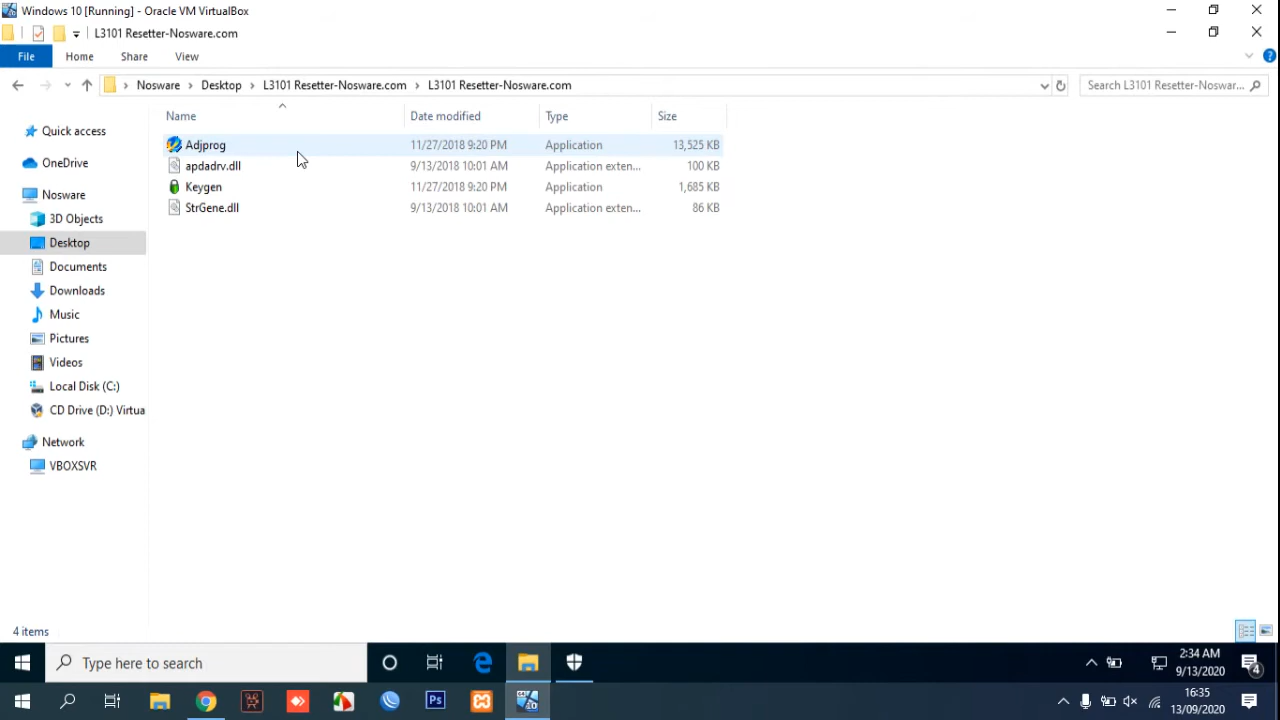 Windows 10 [Running] - Oracle VM VirtualBox
L3101 Resetter-Nosware.com
File Home Share View
Nosware > Desktop > L3101 Resetter-Nosware.com > L3101 Resetter-Nosware.com
Search L3101 Resetter-Noswar...
Name Date modified Type Size
Quick access
OneDrive
Nosware
3D Objects
Desktop
Documents
Downloads
Music
Pictures
Videos
Local Disk (C:)
CD Drive (D:) Virtua
Network
VBOXSVR
Adjprog 11/27/2018 9:20 PM Application 13,525 KB
apdadrv.dll 9/13/2018 10:01 AM Application exten... 100 KB
Keygen 11/27/2018 9:20 PM Application 1,685 KB
StrGene.dll 9/13/2018 10:01 AM Application exten... 86 KB
4 items
Type here to search
2:34 AM
9/13/2020
4
Ps
16:35
13/09/2020